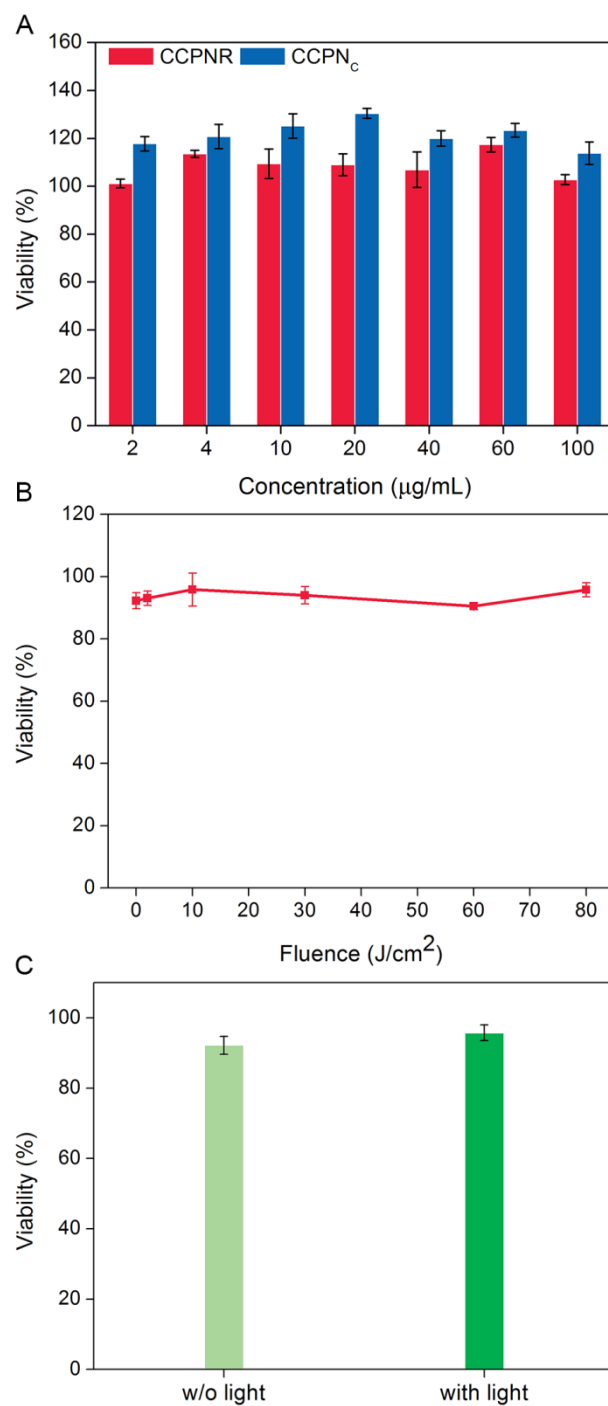 A
160
CCPNR CCPNC
140
120
100
80
60
40
20
0
Viability (%)
2 4 10 20 40 60 100
Concentration (μg/mL)
B
120
100
80
60
40
20
0
Viability (%)
0 10 20 30 40 50 60 70 80
Fluence (J/cm2)
C
100
80
60
40
20
0
Viability (%)
w/o light with light